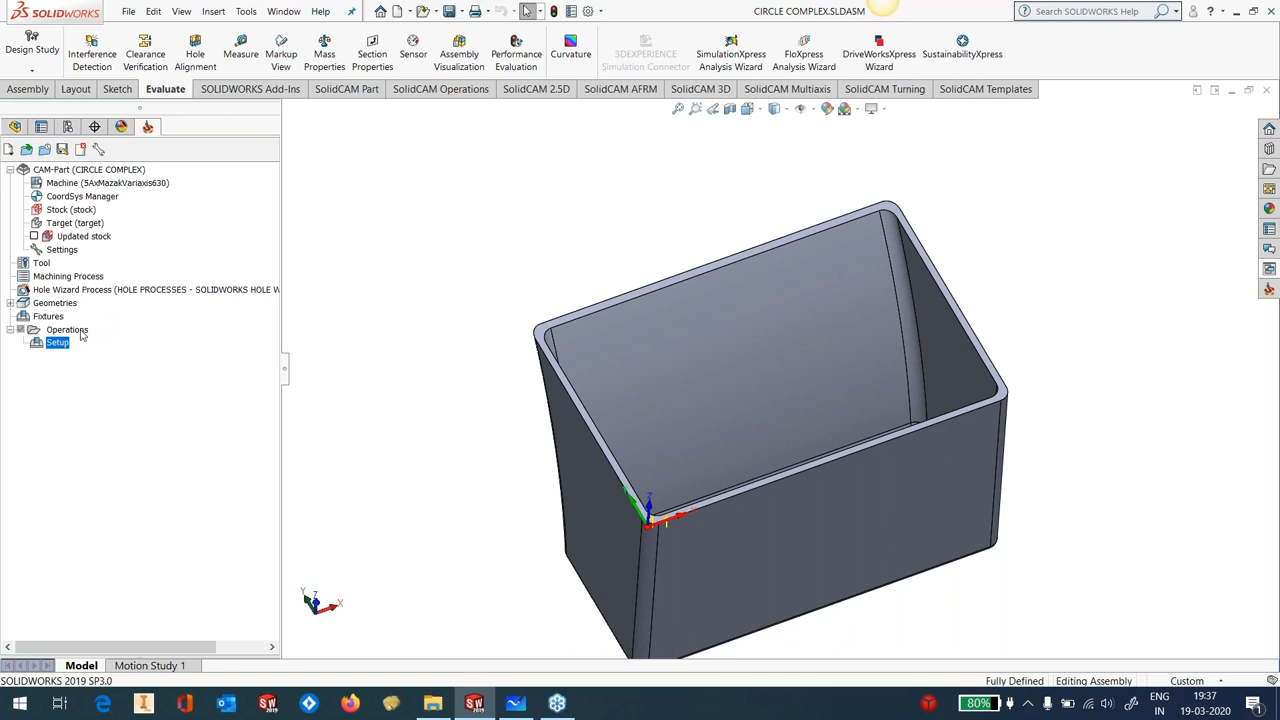 SOLIDWORKS
File Edit View Insert Tools Window Help
CIRCLE COMPLEX.SLDASM
Search SOLIDWORKS Help
Design Study
Interference Detection
Clearance Verification
Hole Alignment
Measure
Markup View
Mass Properties
Section Properties
Sensor
Assembly Visualization
Performance Evaluation
Curvature
3DEXPERIENCE Simulation Connector
SimulationXpress Analysis Wizard
FloXpress Analysis Wizard
DriveWorksXpress Wizard
SustainabilityXpress
Assembly Layout Sketch Evaluate SOLIDWORKS Add-Ins SolidCAM Part SolidCAM Operations SolidCAM 2.5D SolidCAM AFRM SolidCAM 3D SolidCAM Multiaxis SolidCAM Turning SolidCAM Templates
CAM-Part (CIRCLE COMPLEX)
Machine (5AxMazakVariaxis630)
CoordSys Manager
Stock (stock)
Target (target)
Updated stock
Settings
Tool
Machining Process
Hole Wizard Process (HOLE PROCESSES - SOLIDWORKS HOLE W
Geometries
Fixtures
Operations
Setup
Z
Y
Z
X
Model Motion Study 1
SOLIDWORKS 2019 SP3.0
Fully Defined Editing Assembly Custom
80%
ENG
IN
19:37
19-03-2020